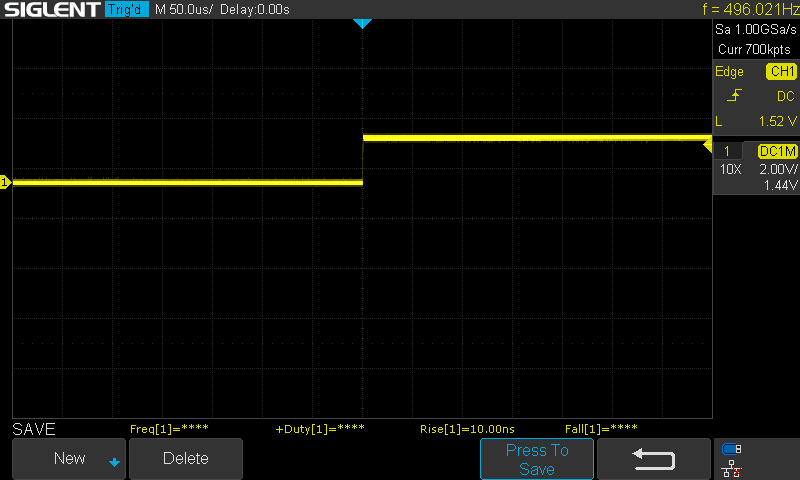 SIGLENT Trig'd M 50.0us/ Delay:0.00s f = 496.021Hz
Sa 1.00GSa/s
Curr 700kpts
Edge CH1
DC
L 1.52 V
1 DC1M
10X 2.00V/
1.44V
1
SAVE Freq[1]=**** +Duty[1]=**** Rise[1]=10.00ns Fall[1]=****
New Delete Press To Save